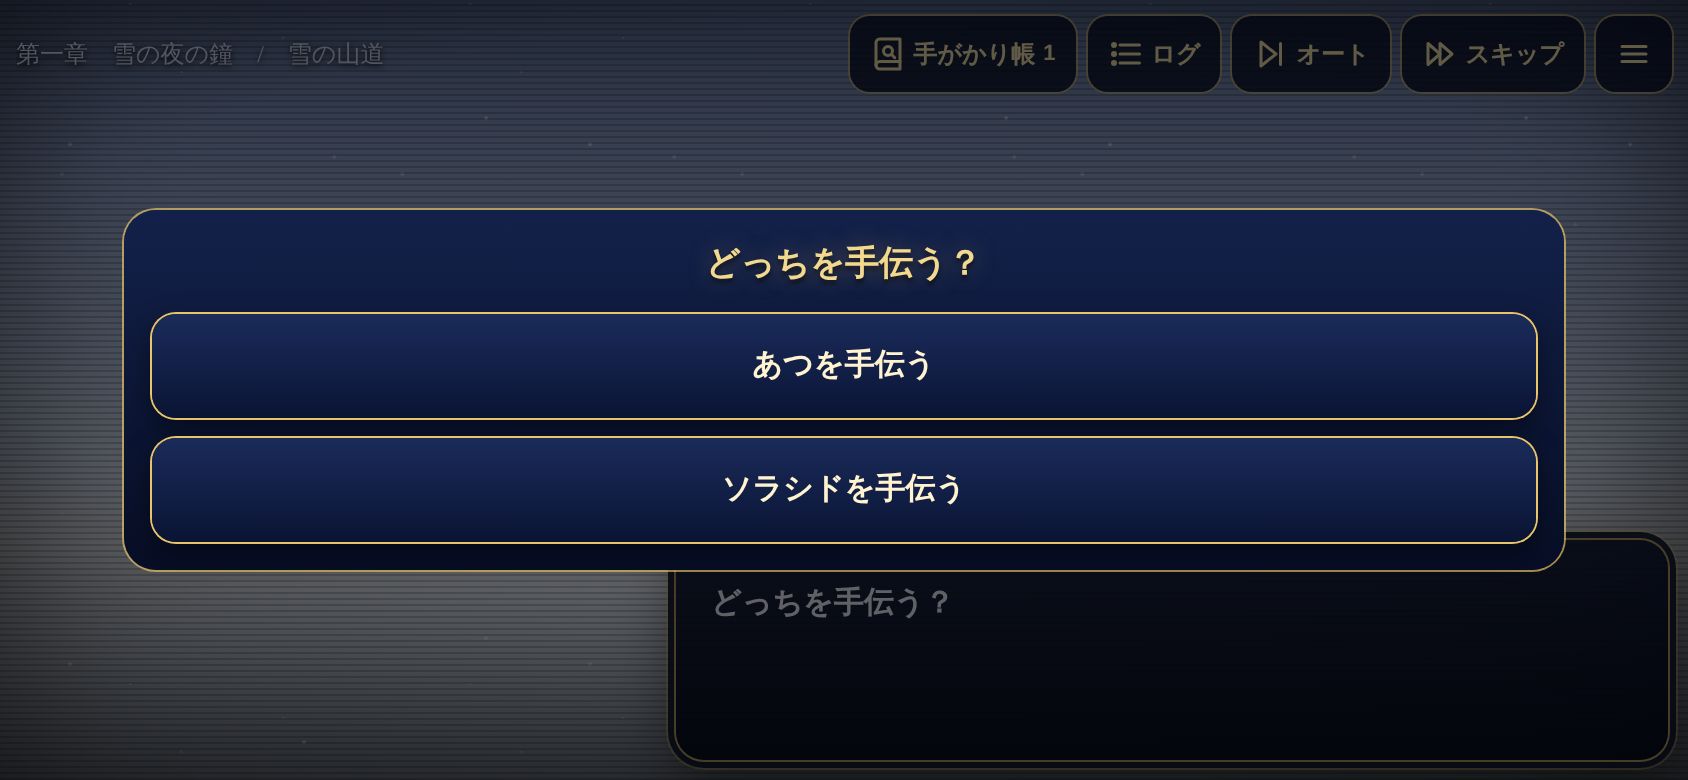 第一章 雪の夜の鐘 / 雪の山道
手がかり帳 1
ログ
オート
スキップ
どっちを手伝う？
あつを手伝う
ソラシドを手伝う
どっちを手伝う？